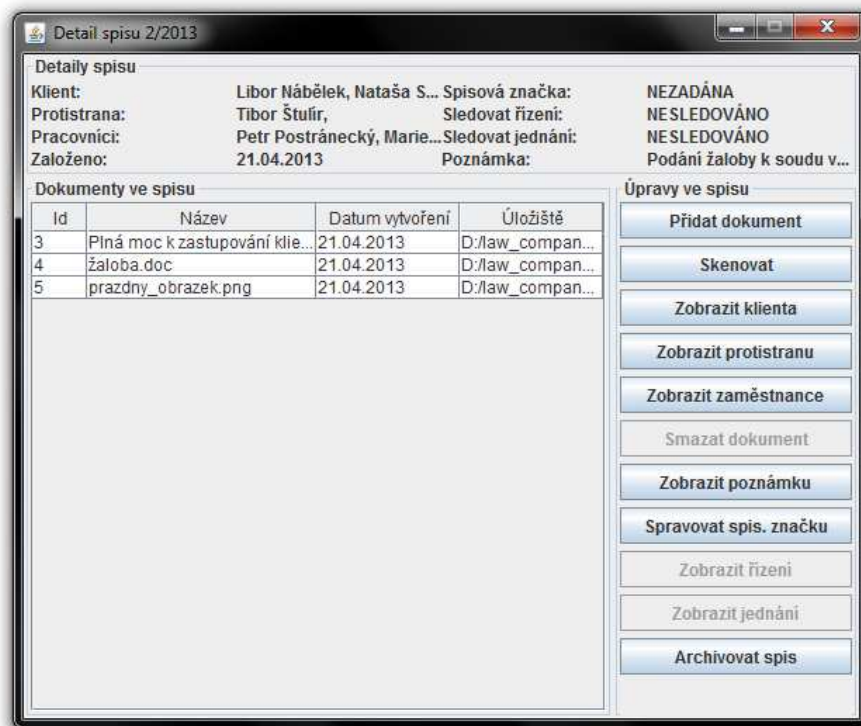 Detail spisu 2/2013
Detaily spisu
Klient: Libor Nábělek, Nataša S... Spisová značka: NEZADÁNA
Protistrana: Tibor Štulír, Sledovat řízení: NESLEDOVÁNO
Pracovníci: Petr Postránecký, Marie... Sledovat jednání: NESLEDOVÁNO
Založeno: 21.04.2013 Poznámka: Podání žaloby k soudu v...
Dokumenty ve spisu
Id Název Datum vytvoření Úložiště
3 Plná moc k zastupování klie... 21.04.2013 D:/law_compan...
4 žaloba.doc 21.04.2013 D:/law_compan...
5 prazdny_obrazek.png 21.04.2013 D:/law_compan...
Úpravy ve spisu
Přidat dokument
Skenovat
Zobrazit klienta
Zobrazit protistranu
Zobrazit zaměstnance
Smazat dokument
Zobrazit poznámku
Spravovat spis. značku
Zobrazit řízení
Zobrazit jednání
Archivovat spis